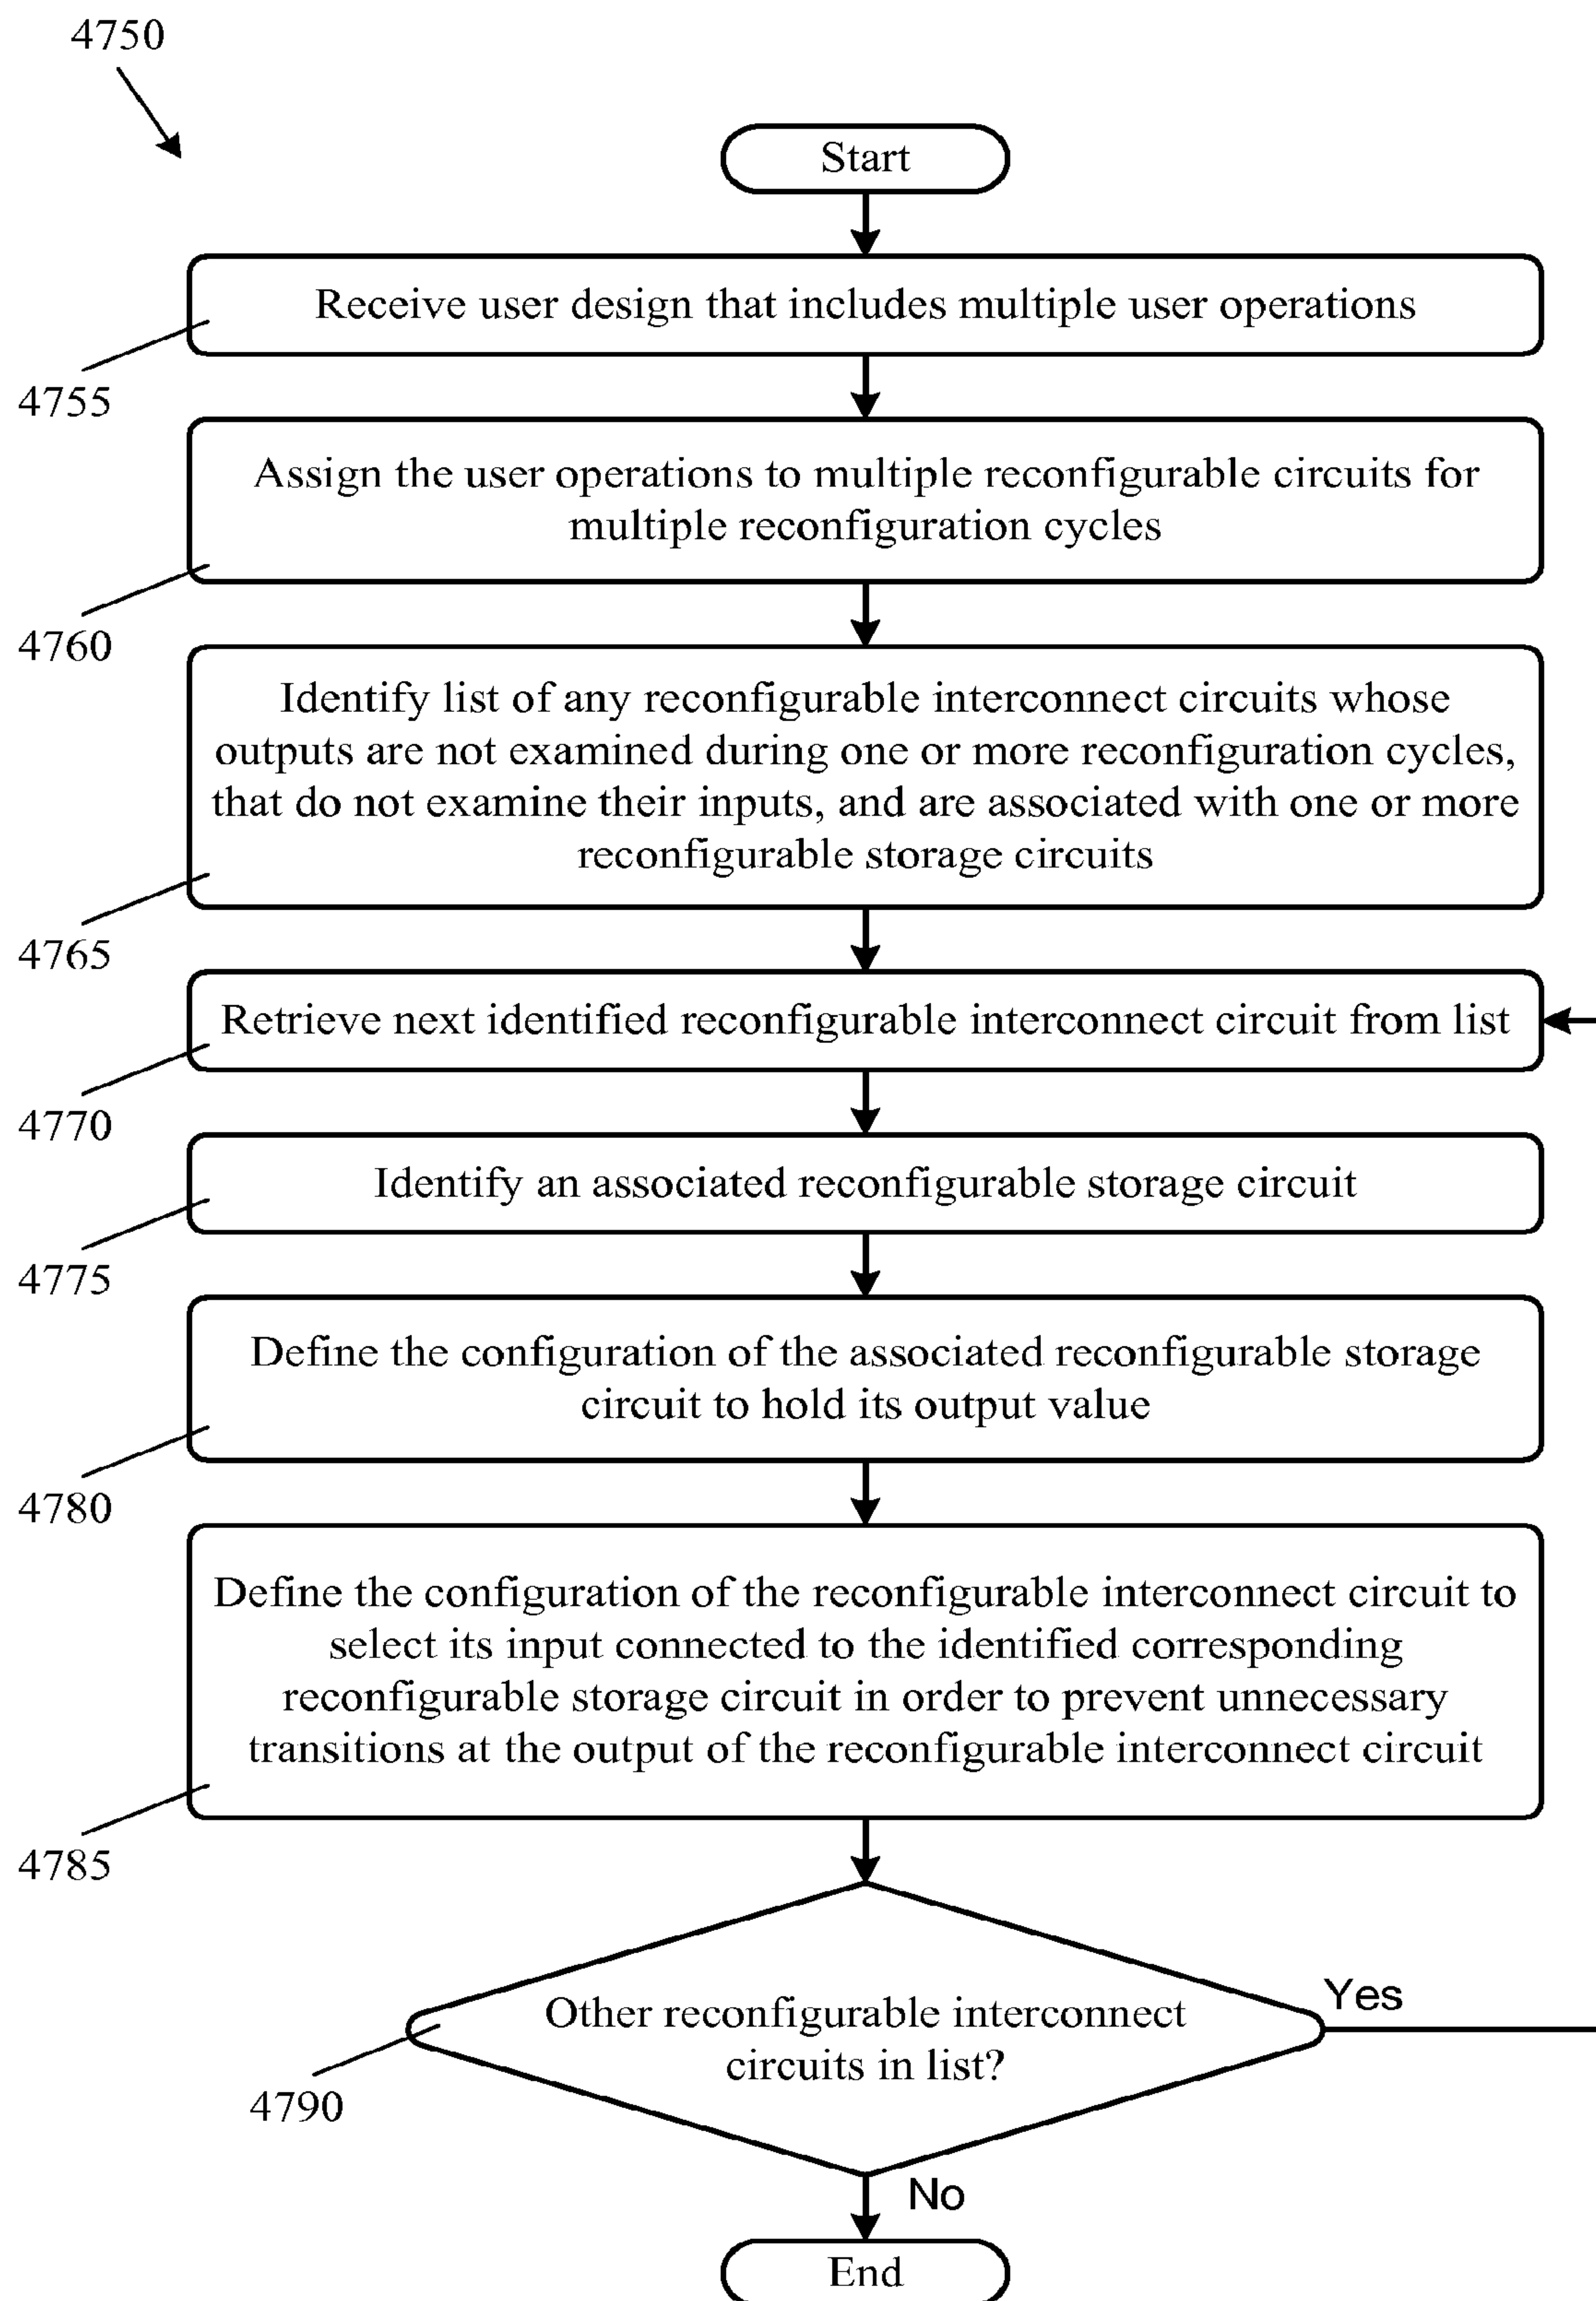 4750
Start
Receive user design that includes multiple user operations
4755
Assign the user operations to multiple reconfigurable circuits for
multiple reconfiguration cycles
4760
Identify list of any reconfigurable interconnect circuits whose
outputs are not examined during one or more reconfiguration cycles,
that do not examine their inputs, and are associated with one or more
reconfigurable storage circuits
4765
Retrieve next identified reconfigurable interconnect circuit from list
4770
Identify an associated reconfigurable storage circuit
4775
Define the configuration of the associated reconfigurable storage
circuit to hold its output value
4780
Define the configuration of the reconfigurable interconnect circuit to
select its input connected to the identified corresponding
reconfigurable storage circuit in order to prevent unnecessary
transitions at the output of the reconfigurable interconnect circuit
4785
Other reconfigurable interconnect
circuits in list?
Yes
4790
No
End